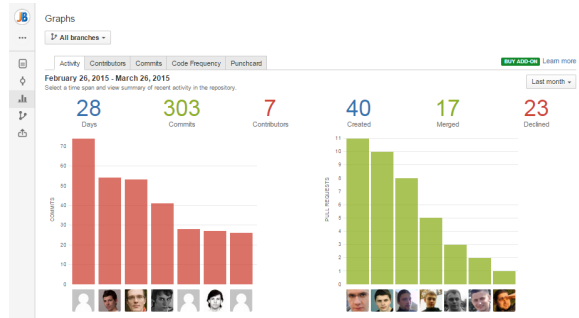 JB
Graphs
All branches
Activity Contributors Commits Code Frequency Punchcard
BUY ADD-ON Learn more
February 26, 2015 - March 26, 2015
Select a time span and view summary of recent activity in the repository.
Last month
28 303 7 40 17 23
Days Commits Contributors Created Merged Declined
COMMITS
70
60
50
40
30
20
10
0
PULL REQUESTS
11
10
9
8
7
6
5
4
3
2
1
0